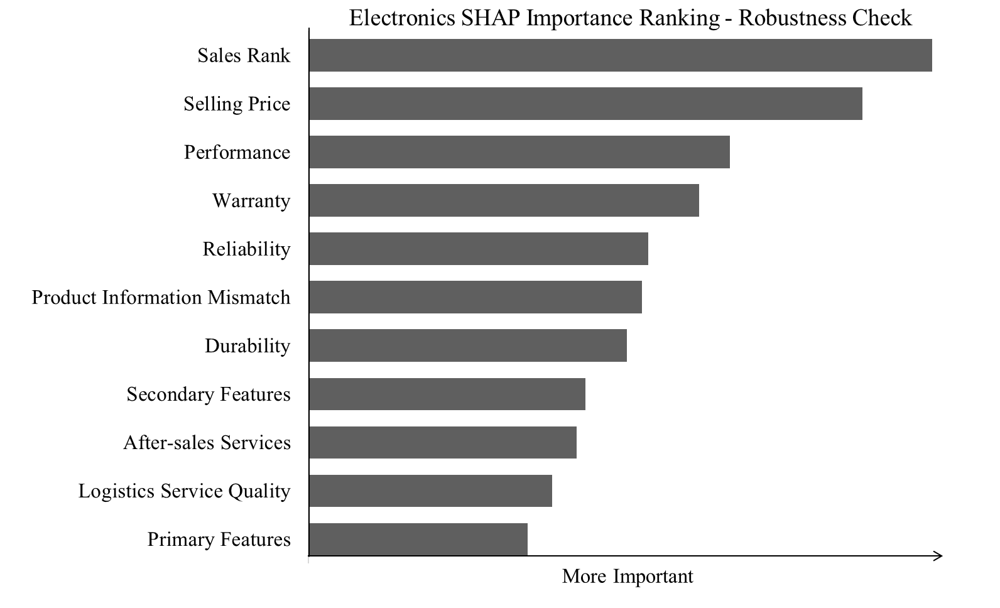 Electronics SHAP Importance Ranking - Robustness Check
Sales Rank
Selling Price
Performance
Warranty
Reliability
Product Information Mismatch
Durability
Secondary Features
After-sales Services
Logistics Service Quality
Primary Features
More Important